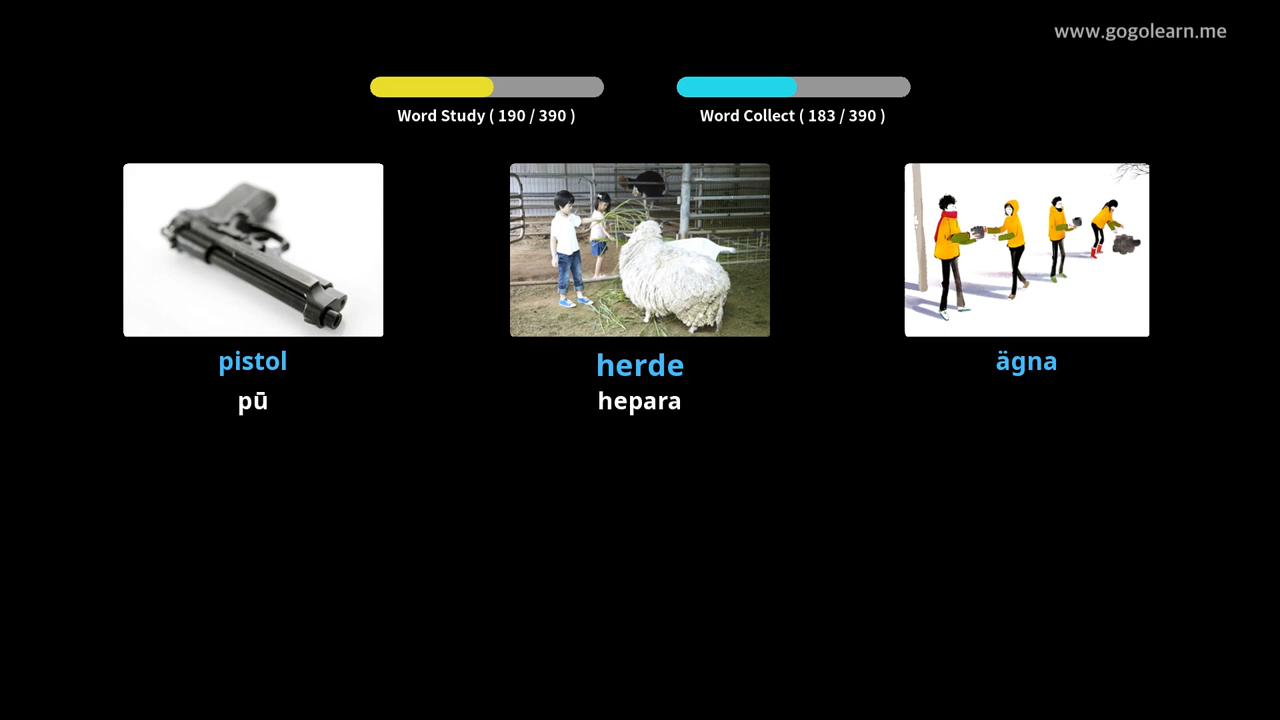 www.gogolearn.me
Word Study ( 190 / 390 )
Word Collect ( 183 / 390 )
pistol
herde
ägna
pū
hepara